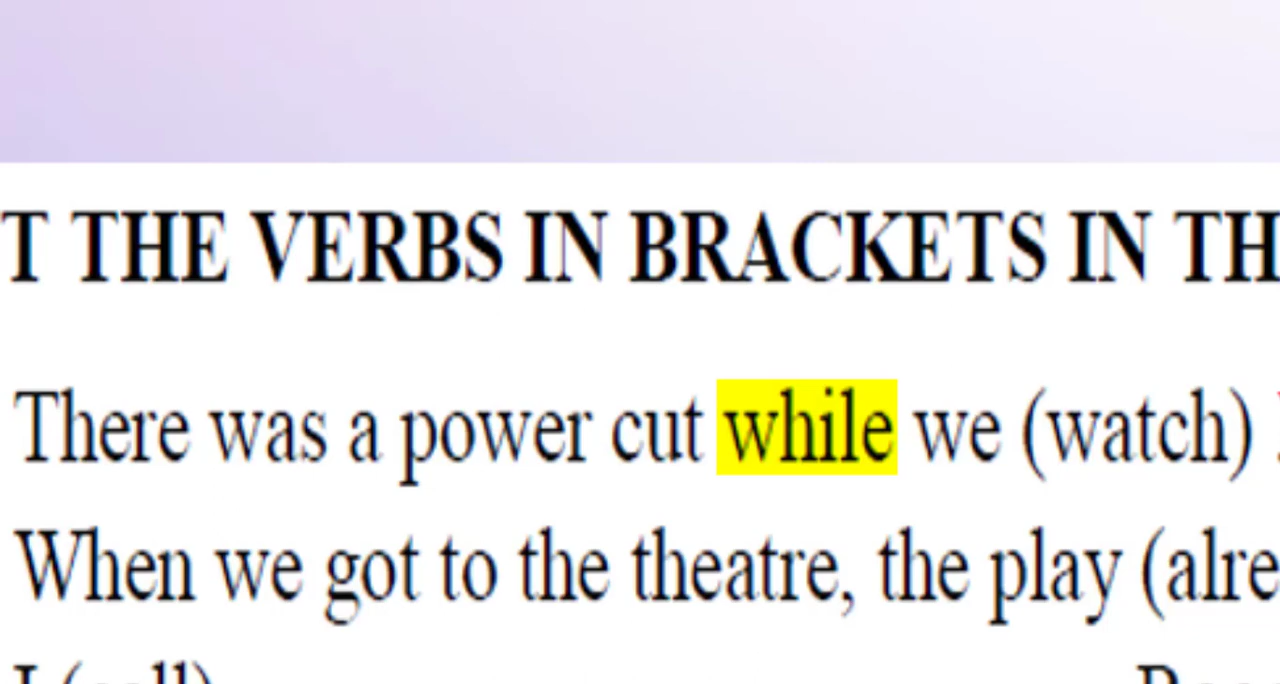 T THE VERBS IN BRACKETS IN TH
There was a power cut while we (watch)
When we got to the theatre, the play (alre